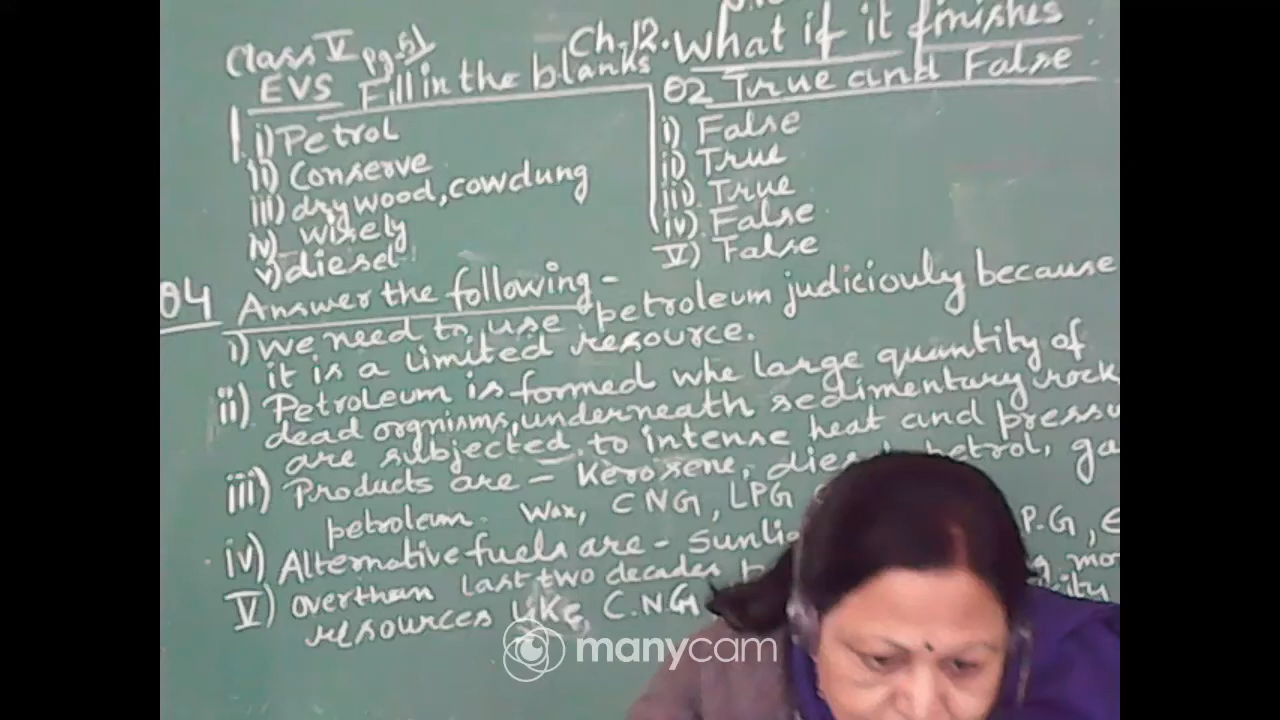 Ch-12. What if it finishes
Class V Pg.51
EVS Fill in the blanks
1. i) Petrol
ii) Conserve
iii) dry wood, cowdung
iv) wisely
v) diesel
Q2 True and False
i) False
ii) True
iii) True
iv) False
V) False
Q4 Answer the following -
i) we need to use petroleum judiciouly because
it is a limited resource.
ii) Petroleum is formed whe large quantity of
dead orgnisms, underneath sedimentary rock
are subjected to intense heat and
iii) Products are - Kerosene, petrol,
petroleum. Wax, CNG, LPG
iv) Alternative fuels are - P.G,
V) Overthan last two decades
resources like, C.NG
manycam